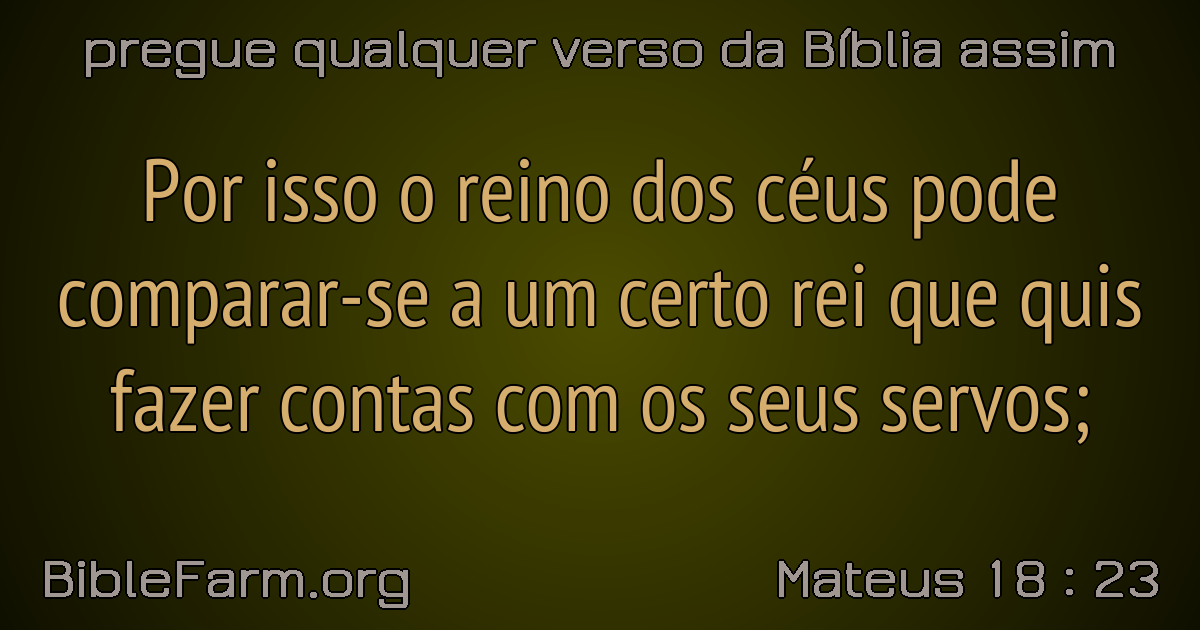 pregue qualquer verso da Bíblia assim
Por isso o reino dos céus pode
comparar-se a um certo rei que quis
fazer contas com os seus servos;
BibleFarm.org
Mateus 18 : 23